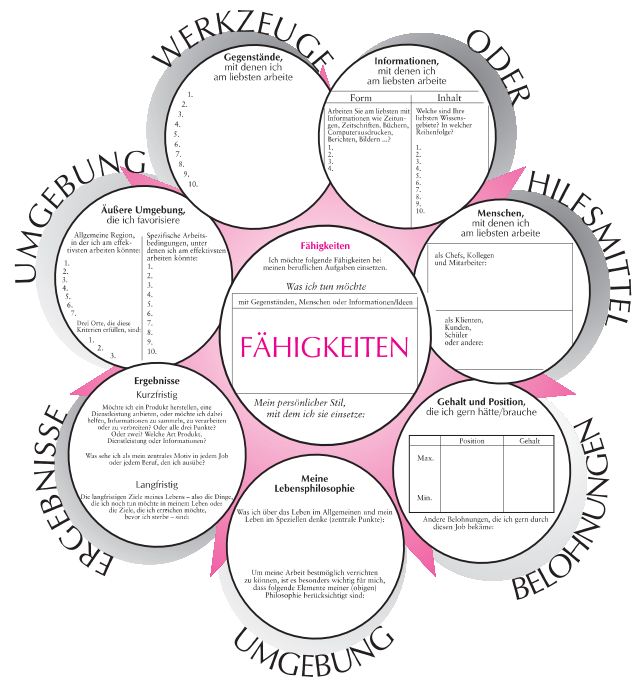 WERKZEUGE
ODER
HILFSMITTEL
Gegenstände,
mit denen ich
am liebsten arbeite
1.
2.
3.
4.
5.
6.
7.
8.
9.
10.
Informationen,
mit denen ich
am liebsten arbeite
Form
Arbeiten Sie am liebsten mit
Informationen wie Zeitun-
gen, Zeitschriften. Büchern,
Computerausdrucken,
Berichten, Bildern ...?
1.
2.
3.
4.
Inhalt
Welche sind Ihre
liebsten Wissens-
gebiete? In welcher
Reihenfolge?
1.
2.
3.
4.
5.
6.
7.
8.
9.
10.
Menschen,
mit denen ich
am liebsten arbeite
als Chefs, Kollegen
und Mitarbeiter:
als Klienten,
Kunden,
Schüler
oder andere:
BELOHNUNGEN
Gehalt und Position,
die ich gern hätte/brauche
Position Gehalt
Max.
Min.
Andere Belohnungen, die ich gern durch
diesen Job bekäme:
UMGEBUNG
Meine
Lebensphilosophie
Was ich über das Leben im Allgemeinen und mein
Leben im Speziellen denke (zentrale Punkte):
Um meine Arbeit bestmöglich verrichten
zu können, ist es besonders wichtig für mich,
dass folgende Elemente meiner (obigen)
Philosophie berücksichtigt sind:
ERGEBNISSE
Ergebnisse
Kurzfristig
Möchte ich ein Produkt herstellen, eine
Dienstleistung anbieten, oder möchte ich dabei
helfen, Informationen zu sammeln, zu verarbeiten
oder zu verbreiten? Oder alle drei Punkte?
Oder zwei? Welche Art Produkt,
Dienstleistung oder Informationen?
Was sehe ich als mein zentrales Motiv in jedem Job
oder jedem Beruf, den ich ausübe?
Langfristig
Die langfristigen Ziele meines Lebens – also die Dinge,
die ich noch tun möchte in meinem Leben oder
die Ziele, die ich erreichen möchte,
bevor ich sterbe – sind:
UMGEBUNG
Äußere Umgebung,
die ich favorisiere
Allgemeine Region,
in der ich am effek-
tivsten arbeiten könnte:
1.
2.
3.
4.
5.
6.
7.
Drei Orte, die diese
Kriterien erfüllen, sind:
1.
2.
3.
Spezifische Arbeits-
bedingungen, unter
denen ich am effektivsten
arbeiten könnte:
1.
2.
3.
4.
5.
6.
7.
8.
9.
10.
Fähigkeiten
Ich möchte folgende Fähigkeiten bei
meinen beruflichen Aufgaben einsetzen.
Was ich tun möchte
mit Gegenständen, Menschen oder Informationen/Ideen
FÄHIGKEITEN
Mein persönlicher Stil,
mit dem ich sie einsetze: